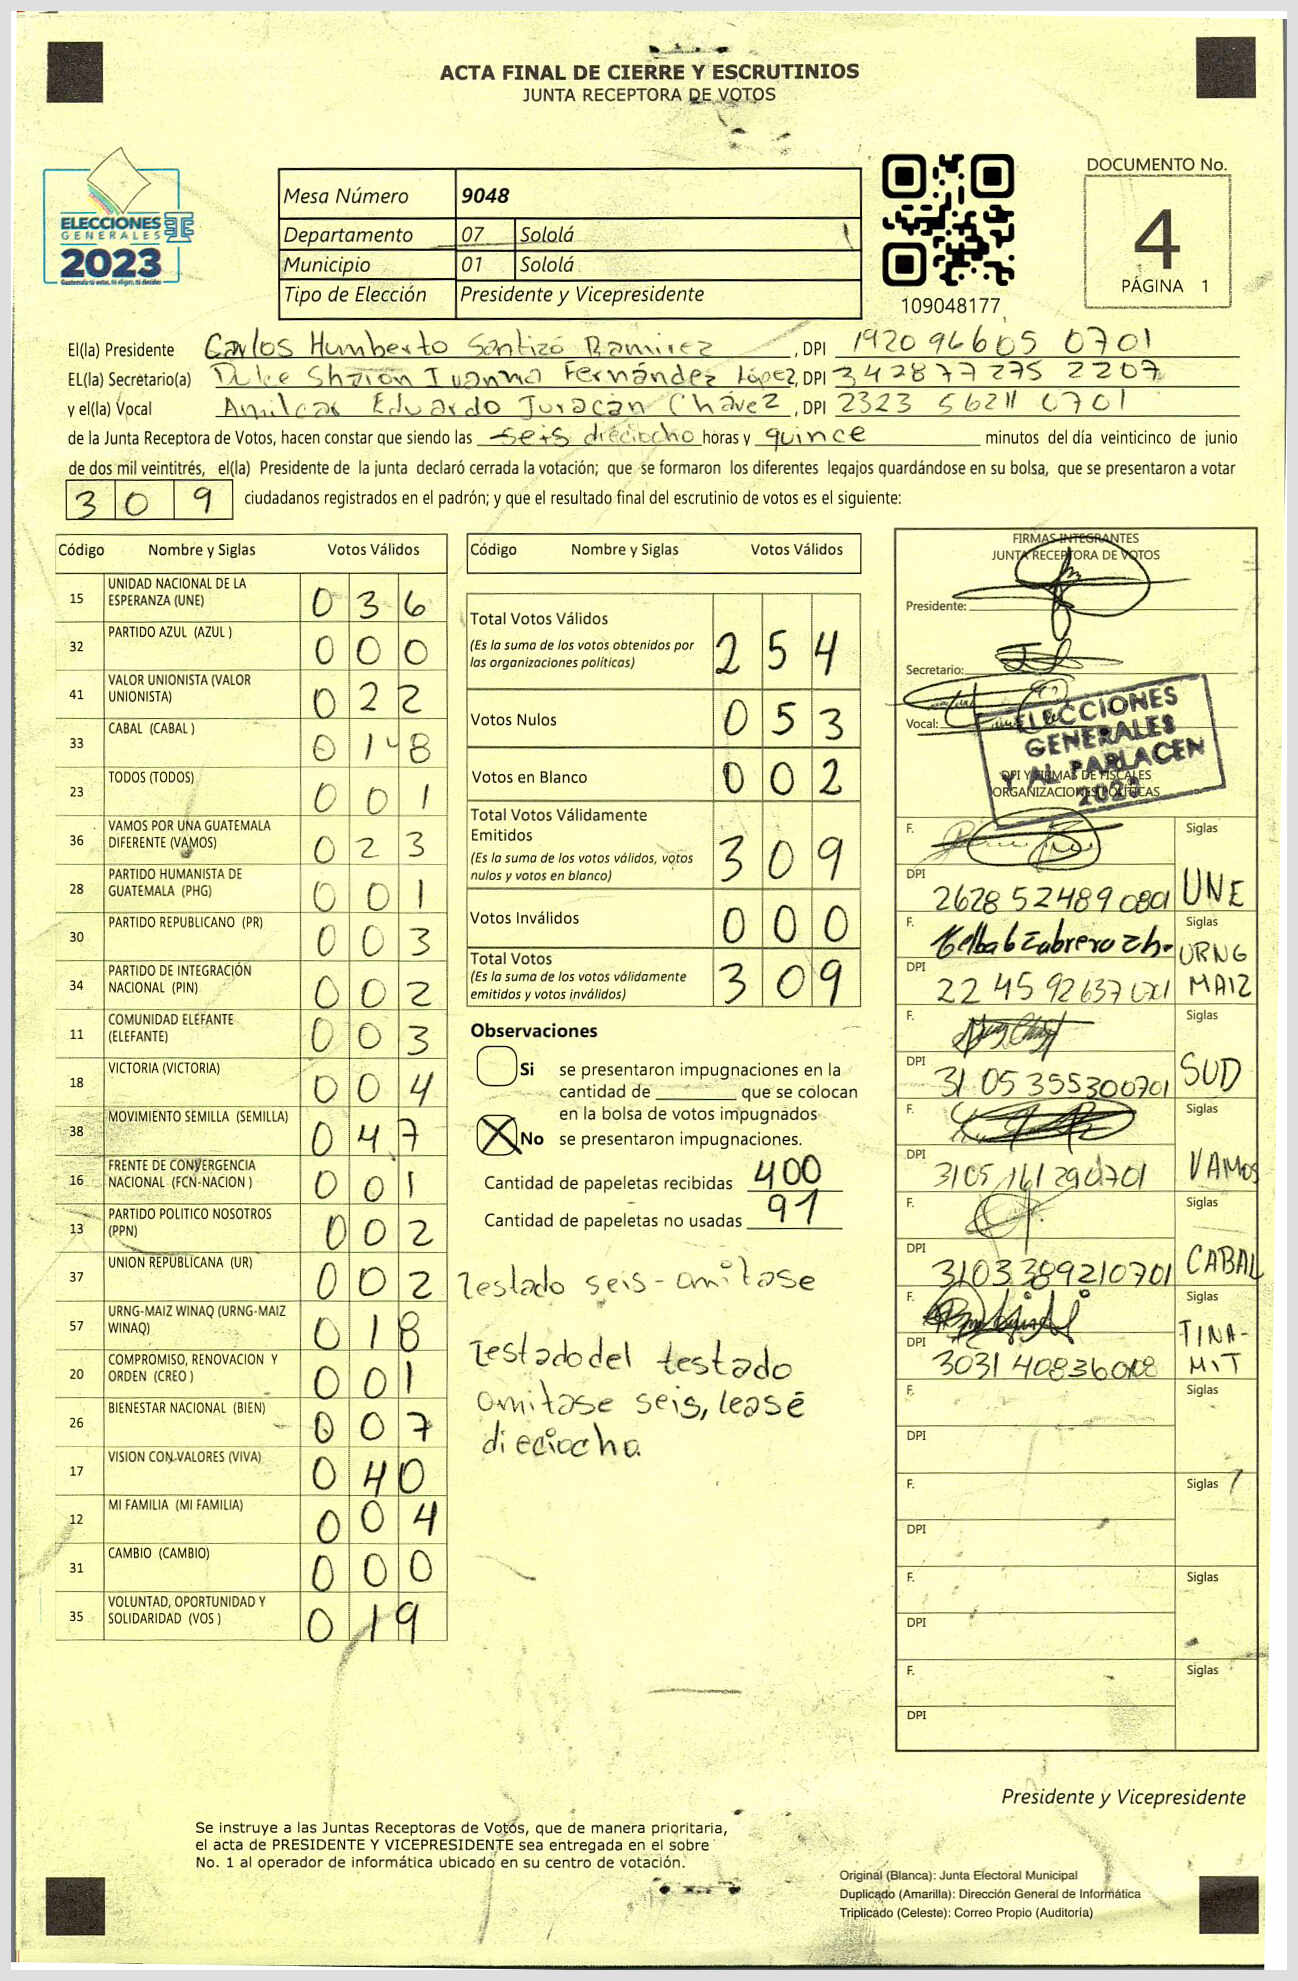 ACTA FINAL DE CIERRE Y ESCRUTINIOS
JUNTA RECEPTORA DE VOTOS
ELECCIONES
GENERALES
2023
Mesa Número 9048
Departamento 07 Sololá
Municipio 01 Sololá
Tipo de Elección Presidente y Vicepresidente
109048177
DOCUMENTO No.
4
PÁGINA 1
El(la) Presidente Carlos Humberto Santizó Ramirez, DPI 1920 96605 0701
EL(la) Secretario(a) Dulce Sharon Ivanna Fernández López, DPI 3428 77275 2207
y el(la) Vocal Amilcar Eduardo Juracán Chávez, DPI 2323 56211 0701
de la Junta Receptora de Votos, hacen constar que siendo las seis dieciocho horas y quince minutos del día veinticinco de junio
de dos mil veintitrés, el(la) Presidente de la junta declaró cerrada la votación; que se formaron los diferentes legajos guardándose en su bolsa, que se presentaron a votar
309 ciudadanos registrados en el padrón; y que el resultado final del escrutinio de votos es el siguiente:
Código Nombre y Siglas Votos Válidos
15 UNIDAD NACIONAL DE LA ESPERANZA (UNE) 036
32 PARTIDO AZUL (AZUL ) 000
41 VALOR UNIONISTA (VALOR UNIONISTA) 022
33 CABAL (CABAL ) 018
23 TODOS (TODOS) 001
36 VAMOS POR UNA GUATEMALA DIFERENTE (VAMOS) 023
28 PARTIDO HUMANISTA DE GUATEMALA (PHG) 001
30 PARTIDO REPUBLICANO (PR) 003
34 PARTIDO DE INTEGRACIÓN NACIONAL (PIN) 002
11 COMUNIDAD ELEFANTE (ELEFANTE) 003
18 VICTORIA (VICTORIA) 004
38 MOVIMIENTO SEMILLA (SEMILLA) 047
16 FRENTE DE CONVERGENCIA NACIONAL (FCN-NACION ) 001
13 PARTIDO POLITICO NOSOTROS (PPN) 002
37 UNION REPUBLICANA (UR) 002
57 URNG-MAIZ WINAQ (URNG-MAIZ WINAQ) 018
20 COMPROMISO, RENOVACION Y ORDEN (CREO ) 001
26 BIENESTAR NACIONAL (BIEN) 007
17 VISION CON VALORES (VIVA) 040
12 MI FAMILIA (MI FAMILIA) 004
31 CAMBIO (CAMBIO) 000
35 VOLUNTAD, OPORTUNIDAD Y SOLIDARIDAD (VOS ) 019
Código Nombre y Siglas Votos Válidos
Total Votos Válidos 254
(Es la suma de los votos obtenidos por
las organizaciones políticas)
Votos Nulos 053
Votos en Blanco 002
Total Votos Válidamente
Emitidos 309
(Es la suma de los votos válidos, votos
nulos y votos en blanco)
Votos Inválidos 000
Total Votos 309
(Es la suma de los votos válidamente
emitidos y votos inválidos)
Observaciones
Si se presentaron impugnaciones en la
cantidad de ________ que se colocan
en la bolsa de votos impugnados
X No se presentaron impugnaciones.
Cantidad de papeletas recibidas 400
Cantidad de papeletas no usadas 91
Testado seis - omitase
Testado del testado
omitase seis, leasé
dieciocho.
FIRMAS INTEGRANTES
JUNTA RECEPTORA DE VOTOS
Presidente:
Secretario:
Vocal:
ELECCIONES
GENERALES
Y AL PARLACEN
2023
DPI Y FIRMAS DE FISCALES
ORGANIZACIONES POLÍTICAS
F. Siglas
DPI 2628 52489 0801 UNE
F. Siglas
DPI 22 45 92637 0701 URNG MAIZ
F. Siglas
DPI 31 05 355300701 SUD
F. Siglas
DPI 3105 161290701 VAMOS
F. Siglas
DPI 3103389210701 CABAL
F. Siglas
DPI TINA-MIT
F. Siglas
DPI
F. Siglas
DPI
F. Siglas
DPI
F. Siglas
DPI
Presidente y Vicepresidente
Se instruye a las Juntas Receptoras de Votos, que de manera prioritaria,
el acta de PRESIDENTE Y VICEPRESIDENTE sea entregada en el sobre
No. 1 al operador de informática ubicado en su centro de votación.
Original (Blanca): Junta Electoral Municipal
Duplicado (Amarilla): Dirección General de Informática
Triplicado (Celeste): Correo Propio (Auditoría)